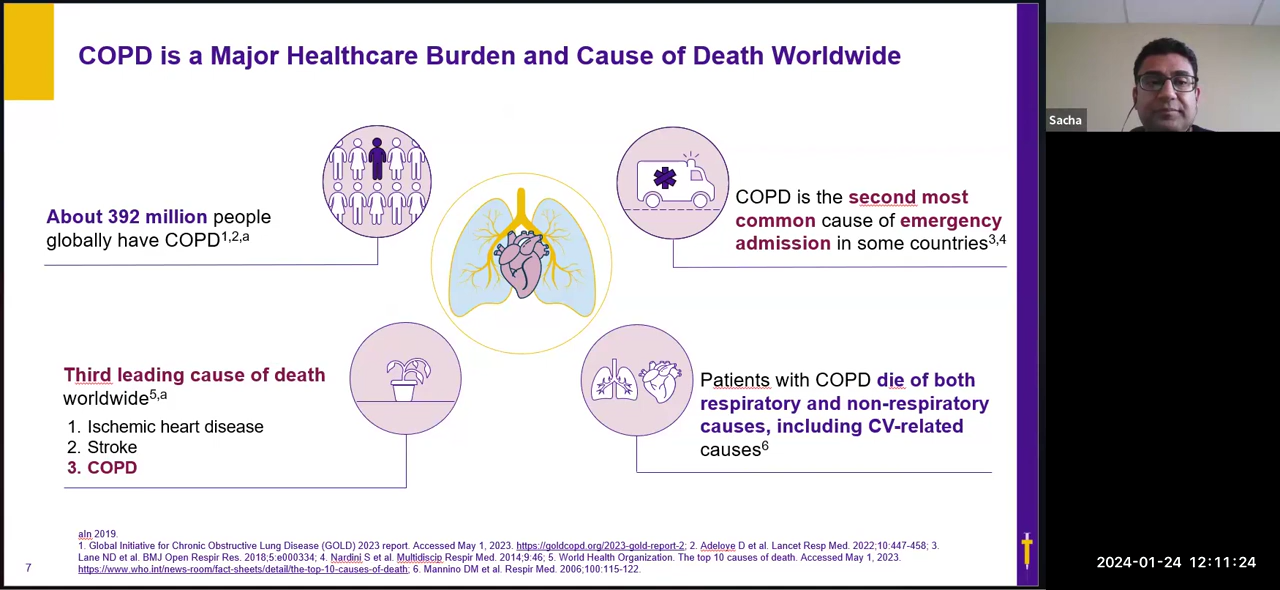 COPD is a Major Healthcare Burden and Cause of Death Worldwide
About 392 million people
globally have COPD1,2,a
COPD is the second most
common cause of emergency
admission in some countries3,4
Third leading cause of death
worldwide5,a
1. Ischemic heart disease
2. Stroke
3. COPD
Patients with COPD die of both
respiratory and non-respiratory
causes, including CV-related
causes6
aIn 2019.
1. Global Initiative for Chronic Obstructive Lung Disease (GOLD) 2023 report. Accessed May 1, 2023. https://goldcopd.org/2023-gold-report-2; 2. Adeloye D et al. Lancet Resp Med. 2022;10:447-458; 3.
Lane ND et al. BMJ Open Respir Res. 2018;5:e000334; 4. Nardini S et al. Multidiscip Respir Med. 2014;9:46; 5. World Health Organization. The top 10 causes of death. Accessed May 1, 2023.
https://www.who.int/news-room/fact-sheets/detail/the-top-10-causes-of-death; 6. Mannino DM et al. Respir Med. 2006;100:115-122.
7
Sacha
2024-01-24 12:11:24